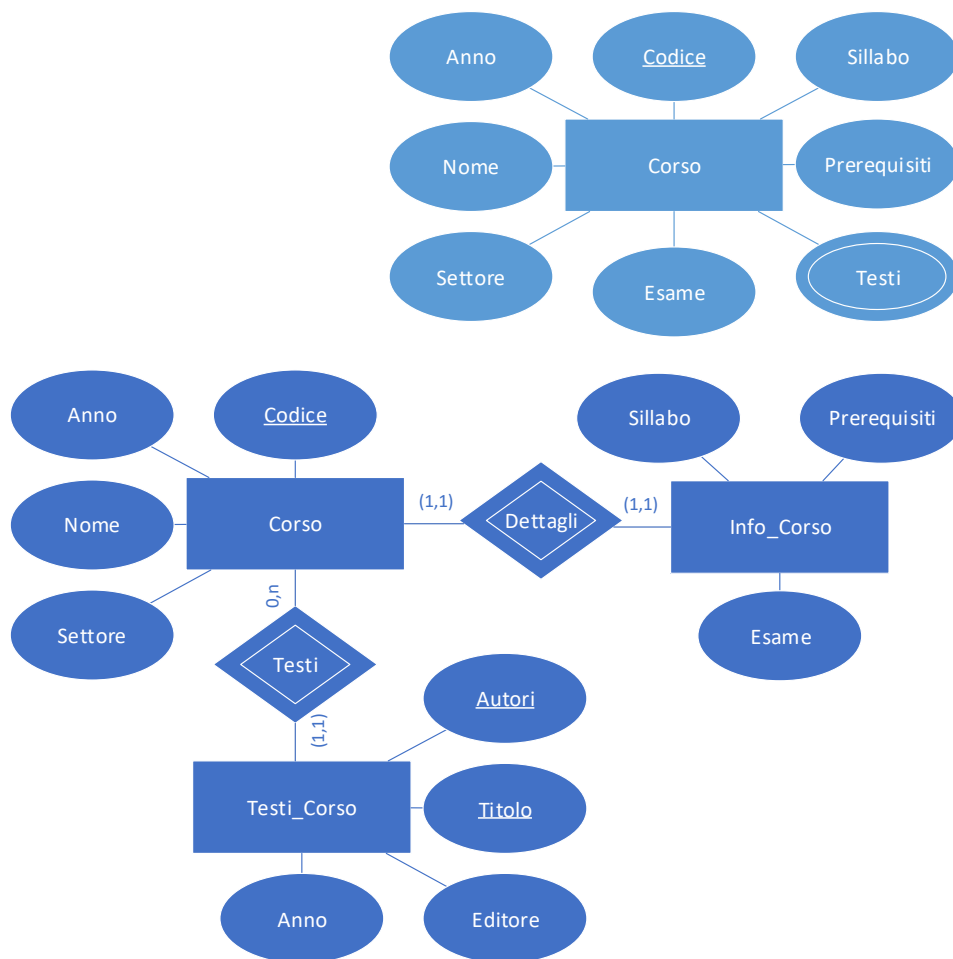 Anno
Codice
Sillabo
Nome
Corso
Prerequisiti
Settore
Esame
Testi
Anno
Codice
Sillabo
Prerequisiti
Nome
Corso
(1,1)
Dettagli
(1,1)
Info_Corso
Settore
0,n
Esame
Testi
(1,1)
Autori
Testi_Corso
Titolo
Anno
Editore